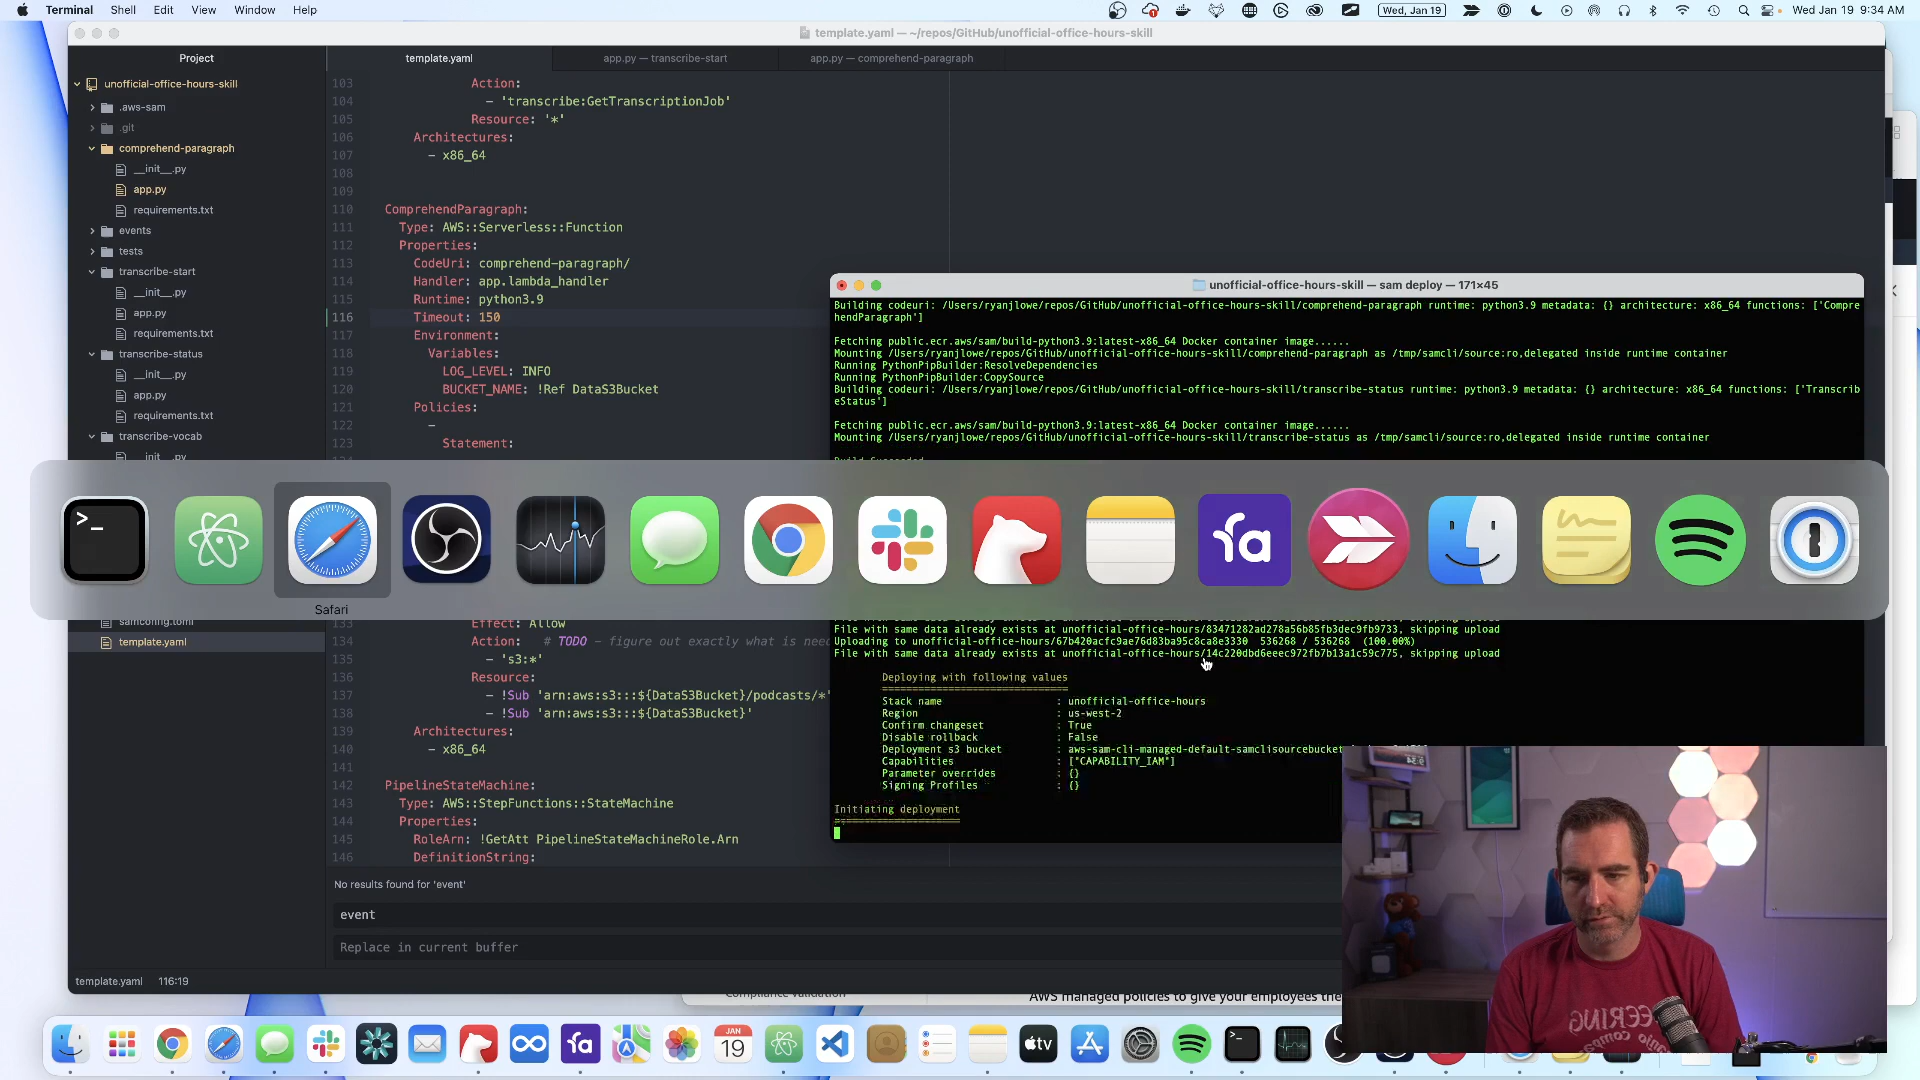 Terminal Shell Edit View Window Help
Wed, Jan 19
Wed Jan 19 9:34 AM
template.yaml — ~/repos/GitHub/unofficial-office-hours-skill
Project
template.yaml
app.py — transcribe-start
app.py — comprehend-paragraph
unofficial-office-hours-skill
.aws-sam
.git
comprehend-paragraph
__init__.py
app.py
requirements.txt
events
tests
transcribe-start
__init__.py
app.py
requirements.txt
transcribe-status
__init__.py
app.py
requirements.txt
transcribe-vocab
__init__.py
samconfig.toml
template.yaml
103 Action:
104 - 'transcribe:GetTranscriptionJob'
105 Resource: '*'
106 Architectures:
107 - x86_64
108
109
110 ComprehendParagraph:
111 Type: AWS::Serverless::Function
112 Properties:
113 CodeUri: comprehend-paragraph/
114 Handler: app.lambda_handler
115 Runtime: python3.9
116 Timeout: 150
117 Environment:
118 Variables:
119 LOG_LEVEL: INFO
120 BUCKET_NAME: !Ref DataS3Bucket
121 Policies:
122 -
123 Statement:
Effect: Allow
134 Action: # TODO - figure out exactly what is nee
135 - 's3:*'
136 Resource:
137 - !Sub 'arn:aws:s3:::${DataS3Bucket}/podcasts/*'
138 - !Sub 'arn:aws:s3:::${DataS3Bucket}'
139 Architectures:
140 - x86_64
141
142 PipelineStateMachine:
143 Type: AWS::StepFunctions::StateMachine
144 Properties:
145 RoleArn: !GetAtt PipelineStateMachineRole.Arn
146 DefinitionString:
No results found for 'event'
event
Replace in current buffer
template.yaml 116:19
unofficial-office-hours-skill — sam deploy — 171×45
Building codeuri: /Users/ryanjlowe/repos/GitHub/unofficial-office-hours-skill/comprehend-paragraph runtime: python3.9 metadata: {} architecture: x86_64 functions: ['Compre
hendParagraph']
Fetching public.ecr.aws/sam/build-python3.9:latest-x86_64 Docker container image......
Mounting /Users/ryanjlowe/repos/GitHub/unofficial-office-hours-skill/comprehend-paragraph as /tmp/samcli/source:ro,delegated inside runtime container
Running PythonPipBuilder:ResolveDependencies
Running PythonPipBuilder:CopySource
Building codeuri: /Users/ryanjlowe/repos/GitHub/unofficial-office-hours-skill/transcribe-status runtime: python3.9 metadata: {} architecture: x86_64 functions: ['Transcrib
eStatus']
Fetching public.ecr.aws/sam/build-python3.9:latest-x86_64 Docker container image......
Mounting /Users/ryanjlowe/repos/GitHub/unofficial-office-hours-skill/transcribe-status as /tmp/samcli/source:ro,delegated inside runtime container
Build Succeeded
Safari
File with same data already exists at unofficial-office-hours/83471282ad278a56b85fb3dec9fb9733, skipping upload
Uploading to unofficial-office-hours/67b420acfc9ae76d83ba95c8ca8e3330 536268 / 536268 (100.00%)
File with same data already exists at unofficial-office-hours/14c220dbd6eeec972fb7b13a1c59c775, skipping upload
Deploying with following values
===============================
Stack name : unofficial-office-hours
Region : us-west-2
Confirm changeset : True
Disable rollback : False
Deployment s3 bucket : aws-sam-cli-managed-default-samclisourcebucket
Capabilities : ["CAPABILITY_IAM"]
Parameter overrides : {}
Signing Profiles : {}
Initiating deployment
=====================
Compliance validation
AWS managed policies to give your employees the
JAN
19
tv